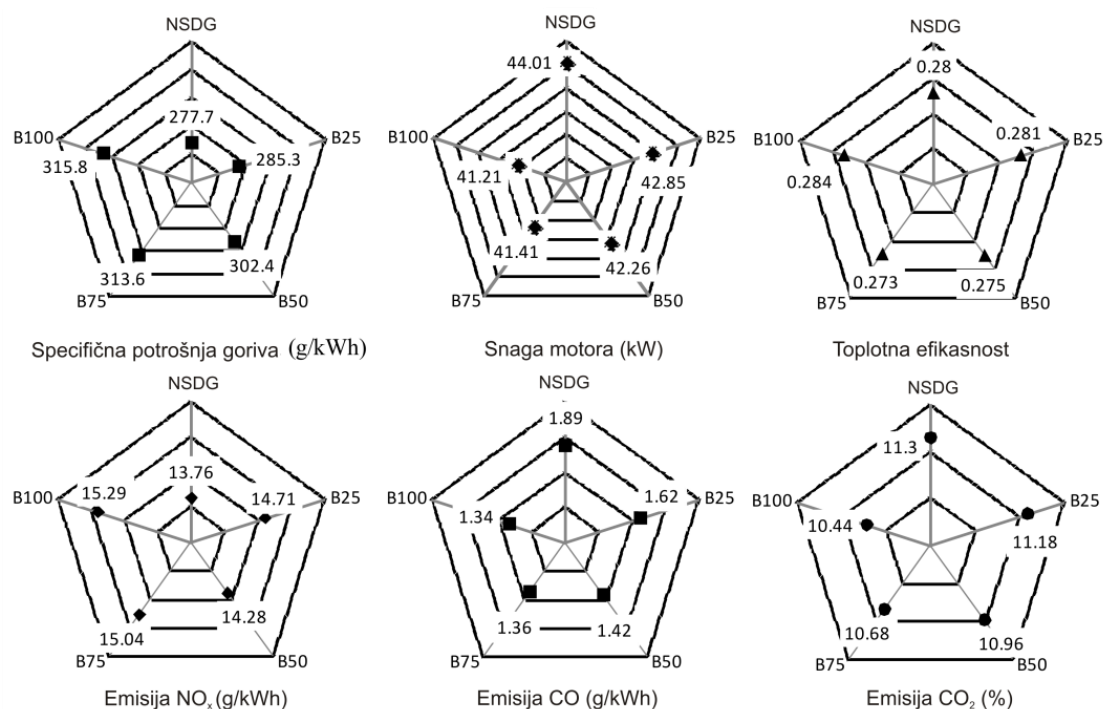 NSDG
277.7
B100
B25
315.8
285.3
313.6
302.4
B75
B50
Specifična potrošnja goriva (g/kWh)
NSDG
44.01
B100
B25
41.21
42.85
41.41
42.26
B75
B50
Snaga motora (kW)
NSDG
0.28
0.281
B100
B25
0.284
0.273
0.275
B75
B50
Toplotna efikasnost
NSDG
13.76
B100
15.29
14.71
B25
15.04
14.28
B75
B50
Emisija NOₓ (g/kWh)
NSDG
1.89
B100
1.62
B25
1.34
1.36
1.42
B75
B50
Emisija CO (g/kWh)
NSDG
11.3
B100
B25
10.44
11.18
10.68
10.96
B75
B50
Emisija CO₂ (%)